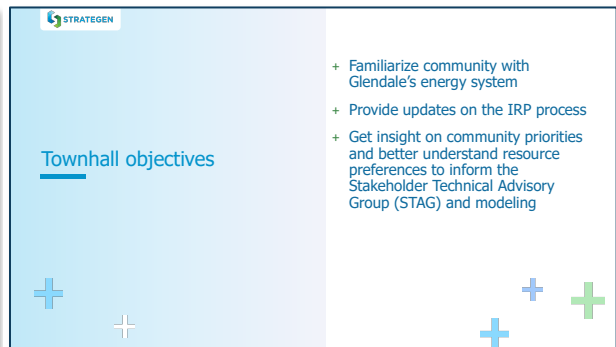 STRATEGEN
Townhall objectives
+ Familiarize community with
Glendale's energy system
+ Provide updates on the IRP process
+ Get insight on community priorities
and better understand resource
preferences to inform the
Stakeholder Technical Advisory
Group (STAG) and modeling